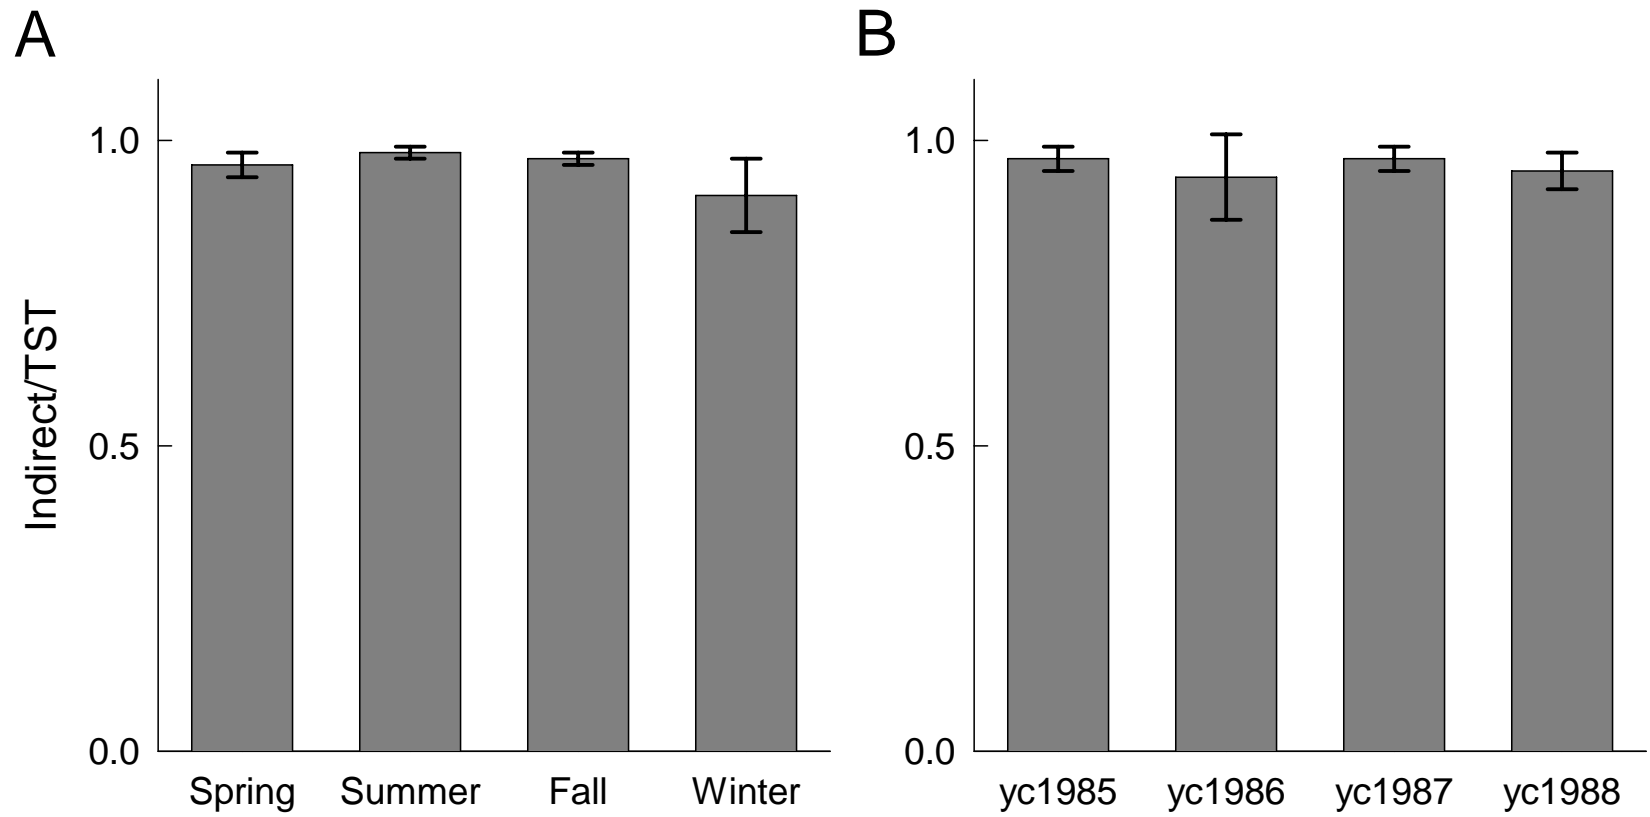 A
B
1.0
0.5
0.0
Indirect/TST
Spring Summer Fall Winter
1.0
0.5
0.0
yc1985 yc1986 yc1987 yc1988